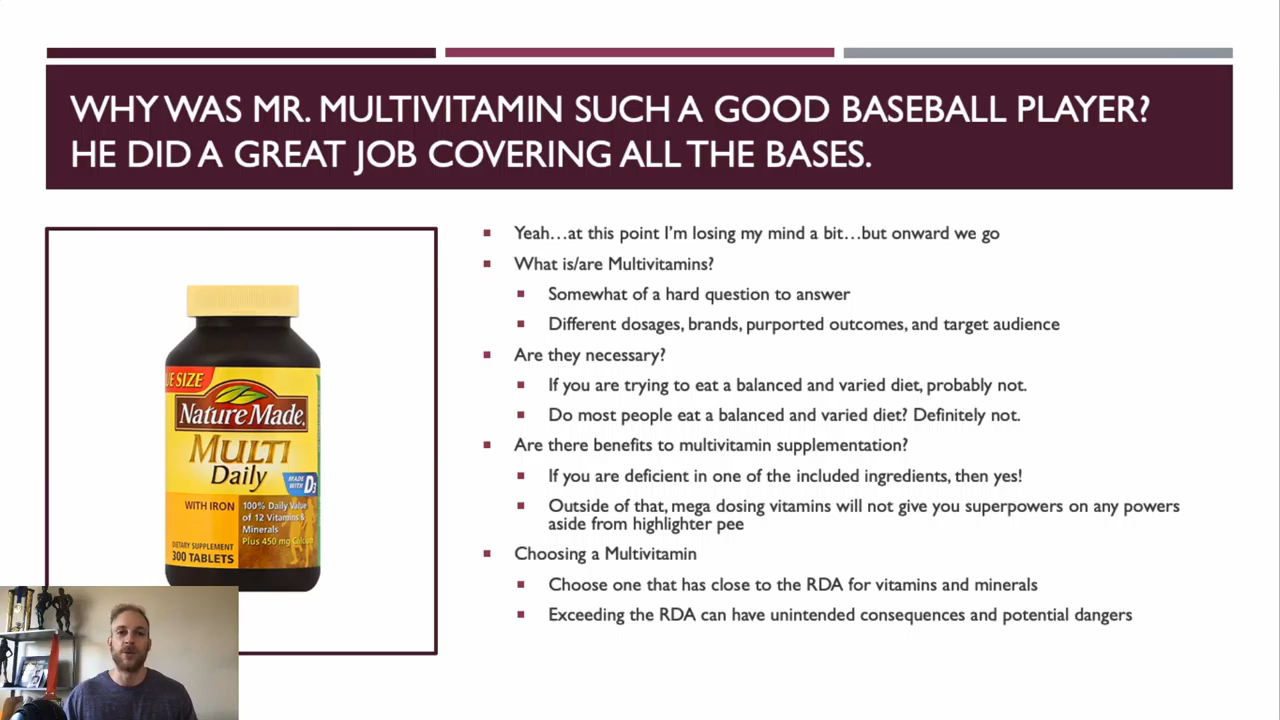 WHY WAS MR. MULTIVITAMIN SUCH A GOOD BASEBALL PLAYER?
HE DID A GREAT JOB COVERING ALL THE BASES.
Yeah…at this point I'm losing my mind a bit…but onward we go
What is/are Multivitamins?
Somewhat of a hard question to answer
Different dosages, brands, purported outcomes, and target audience
Are they necessary?
If you are trying to eat a balanced and varied diet, probably not.
Do most people eat a balanced and varied diet? Definitely not.
Are there benefits to multivitamin supplementation?
If you are deficient in one of the included ingredients, then yes!
Outside of that, mega dosing vitamins will not give you superpowers on any powers
aside from highlighter pee
Choosing a Multivitamin
Choose one that has close to the RDA for vitamins and minerals
Exceeding the RDA can have unintended consequences and potential dangers
UE SIZE
Nature Made
MULTI
Daily
MADE
WITH
D3
WITH IRON
100% Daily Value
of 12 Vitamins &
Minerals
Plus 450 mg Calcium
DIETARY SUPPLEMENT
300 TABLETS